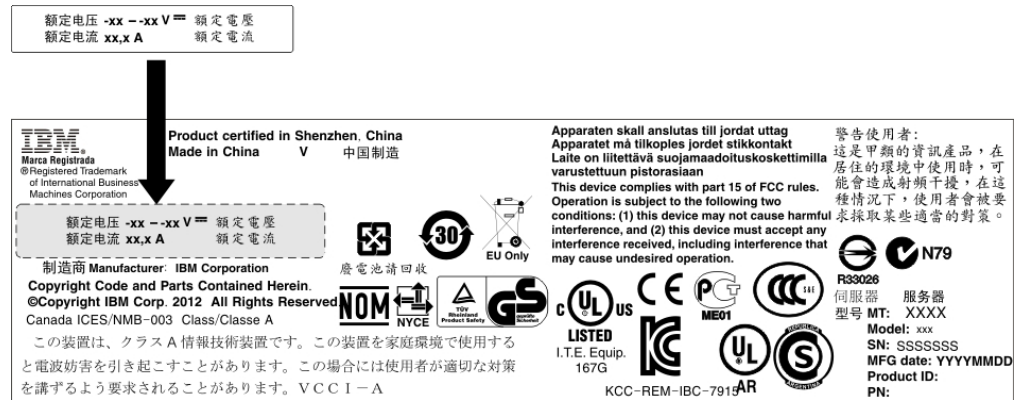 额定电压 -xx – -xx V 額定電壓
额定电流 xx,x A 額定電流
IBM®
Marca Registrada
®Registered Trademark
of International Business
Machines Corporation
Product certified in Shenzhen, China
Made in China V 中国制造
额定电压 -xx – -xx V 額定電壓
额定电流 xx,x A 額定電流
制造商 Manufacturer: IBM Corporation
Copyright Code and Parts Contained Herein.
©Copyright IBM Corp. 2012 All Rights Reserved
Canada ICES/NMB-003 Class/Classe A
この装置は、クラスA情報技術装置です。この装置を家庭環境で使用する
と電波妨害を引き起こすことがあります。この場合には使用者が適切な対策
を講ずるよう要求されることがあります。VCCI-A
廢電池請回收
30
EU Only
NOM
NYCE
TÜV
Rheinland
Product Safety
GS
geprüfte
Sicherheit
Apparaten skall anslutas till jordat uttag
Apparatet må tilkoples jordet stikkontakt
Laite on liitettävä suojamaadoituskoskettimilla
varustettuun pistorasiaan
This device complies with part 15 of FCC rules.
Operation is subject to the following two
conditions: (1) this device may not cause harmful
interference, and (2) this device must accept any
interference received, including interference that
may cause undesired operation.
C UL US
LISTED
I.T.E. Equip.
167G
CE
PCT
ME01
CCC
S&E
KC
KCC-REM-IBC-7915
UL
AR
REPUBLICA
S
ARGENTINA
警告使用者:
這是甲類的資訊產品,在
居住的環境中使用時,可
能會造成射頻干擾,在這
種情況下,使用者會被要
求採取某些適當的對策。
R33026
N79
伺服器 服务器
型号 MT: XXXX
Model: xxx
SN: SSSSSSS
MFG date: YYYYMMDD
Product ID:
PN: